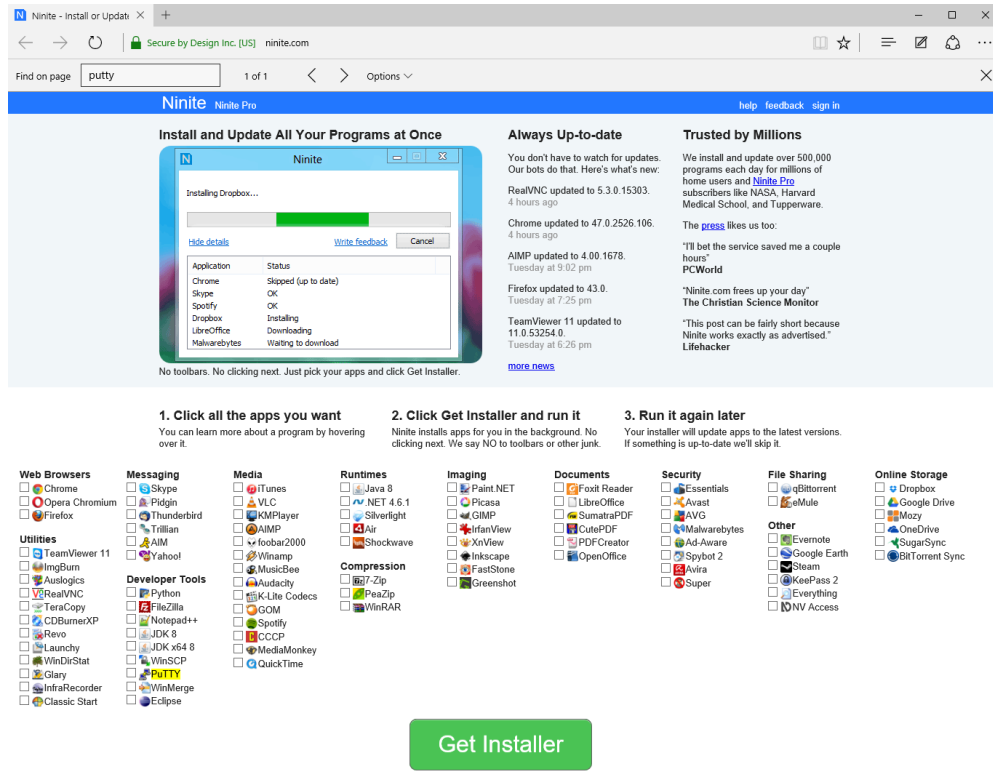 Ninite - Install or Updat
Secure by Design Inc. [US] ninite.com
Find on page putty 1 of 1 Options
Ninite Ninite Pro help feedback sign in
Install and Update All Your Programs at Once
Ninite
Installing Dropbox...
Hide details Write feedback Cancel
Application Status
Chrome Skipped (up to date)
Skype OK
Spotify OK
Dropbox Installing
LibreOffice Downloading
Malwarebytes Waiting to download
No toolbars. No clicking next. Just pick your apps and click Get Installer.
Always Up-to-date
You don't have to watch for updates.
Our bots do that. Here's what's new:
RealVNC updated to 5.3.0.15303.
4 hours ago
Chrome updated to 47.0.2526.106.
4 hours ago
AIMP updated to 4.00.1678.
Tuesday at 9:02 pm
Firefox updated to 43.0.
Tuesday at 7:25 pm
TeamViewer 11 updated to
11.0.53254.0.
Tuesday at 6:26 pm
more news
Trusted by Millions
We install and update over 500,000
programs each day for millions of
home users and Ninite Pro
subscribers like NASA, Harvard
Medical School, and Tupperware.
The press likes us too:
"I'll bet the service saved me a couple
hours"
PCWorld
"Ninite.com frees up your day"
The Christian Science Monitor
"This post can be fairly short because
Ninite works exactly as advertised."
Lifehacker
1. Click all the apps you want
You can learn more about a program by hovering
over it.
2. Click Get Installer and run it
Ninite installs apps for you in the background. No
clicking next. We say NO to toolbars or other junk.
3. Run it again later
Your installer will update apps to the latest versions.
If something is up-to-date we'll skip it.
Web Browsers
Chrome
Opera Chromium
Firefox
Utilities
TeamViewer 11
ImgBurn
Auslogics
RealVNC
TeraCopy
CDBurnerXP
Revo
Launchy
WinDirStat
Glary
InfraRecorder
Classic Start
Messaging
Skype
Pidgin
Thunderbird
Trillian
AIM
Yahoo!
Developer Tools
Python
FileZilla
Notepad++
JDK 8
JDK x64 8
WinSCP
PuTTY
WinMerge
Eclipse
Media
iTunes
VLC
KMPlayer
AIMP
foobar2000
Winamp
MusicBee
Audacity
K-Lite Codecs
GOM
Spotify
CCCP
MediaMonkey
QuickTime
Runtimes
Java 8
.NET 4.6.1
Silverlight
Air
Shockwave
Compression
7-Zip
PeaZip
WinRAR
Imaging
Paint.NET
Picasa
GIMP
IrfanView
XnView
Inkscape
FastStone
Greenshot
Documents
Foxit Reader
LibreOffice
SumatraPDF
CutePDF
PDFCreator
OpenOffice
Security
Essentials
Avast
AVG
Malwarebytes
Ad-Aware
Spybot 2
Avira
Super
File Sharing
qBittorrent
eMule
Other
Evernote
Google Earth
Steam
KeePass 2
Everything
NV Access
Online Storage
Dropbox
Google Drive
Mozy
OneDrive
SugarSync
BitTorrent Sync
Get Installer